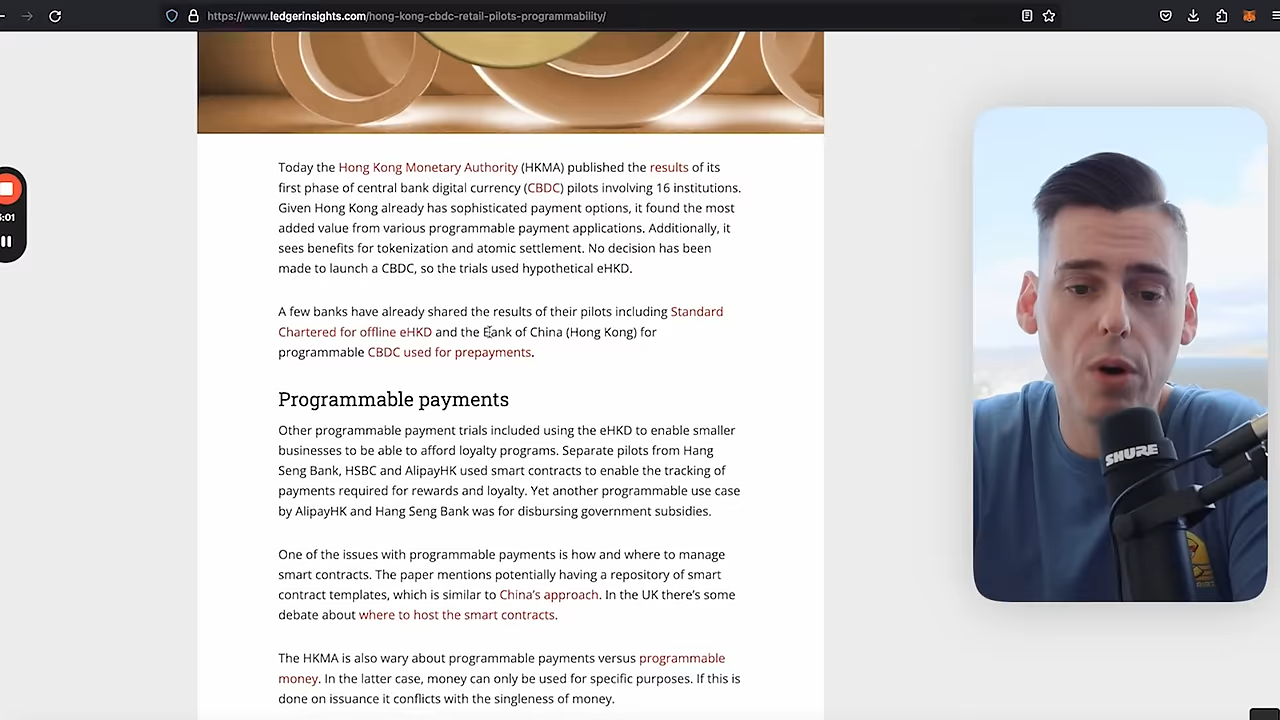 https://www.ledgerinsights.com/hong-kong-cbdc-retail-pilots-programmability/
Today the Hong Kong Monetary Authority (HKMA) published the results of its
first phase of central bank digital currency (CBDC) pilots involving 16 institutions.
Given Hong Kong already has sophisticated payment options, it found the most
added value from various programmable payment applications. Additionally, it
sees benefits for tokenization and atomic settlement. No decision has been
made to launch a CBDC, so the trials used hypothetical eHKD.
A few banks have already shared the results of their pilots including Standard
Chartered for offline eHKD and the Bank of China (Hong Kong) for
programmable CBDC used for prepayments.
Programmable payments
Other programmable payment trials included using the eHKD to enable smaller
businesses to be able to afford loyalty programs. Separate pilots from Hang
Seng Bank, HSBC and AlipayHK used smart contracts to enable the tracking of
payments required for rewards and loyalty. Yet another programmable use case
by AlipayHK and Hang Seng Bank was for disbursing government subsidies.
One of the issues with programmable payments is how and where to manage
smart contracts. The paper mentions potentially having a repository of smart
contract templates, which is similar to China's approach. In the UK there's some
debate about where to host the smart contracts.
The HKMA is also wary about programmable payments versus programmable
money. In the latter case, money can only be used for specific purposes. If this is
done on issuance it conflicts with the singleness of money.
:01
SHURE